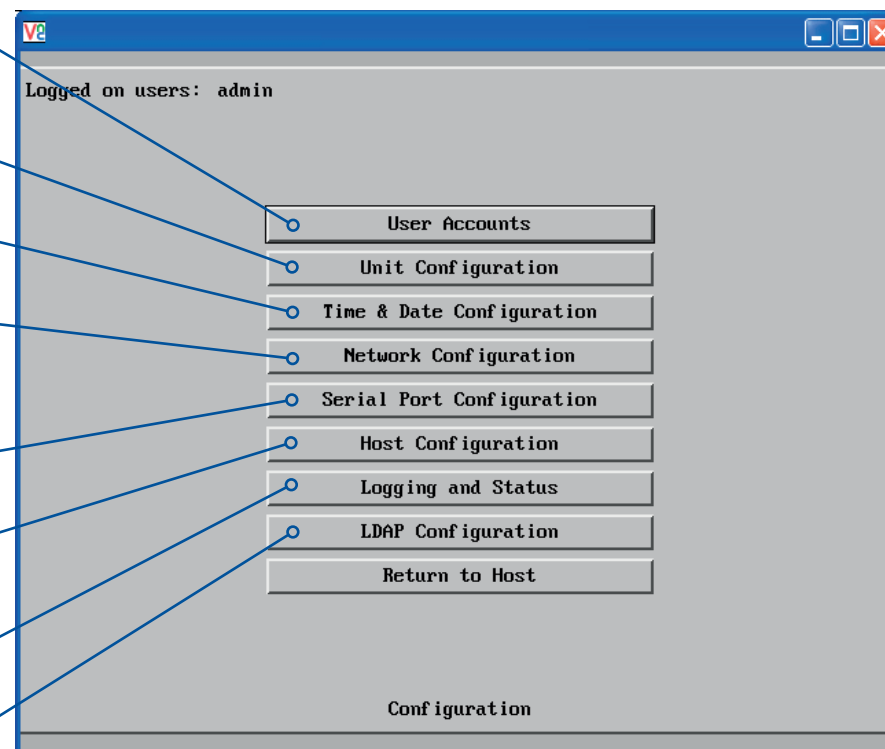 V2
Logged on users: admin
User Accounts
Unit Configuration
Time & Date Configuration
Network Configuration
Serial Port Configuration
Host Configuration
Logging and Status
LDAP Configuration
Return to Host
Configuration